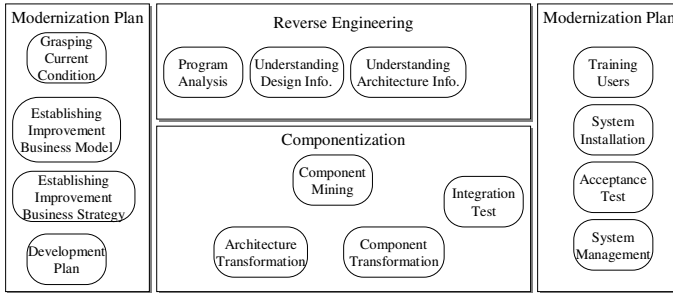 Modernization Plan
Grasping
Current
Condition
Establishing
Improvement
Business Model
Establishing
Improvement
Business Strategy
Development
Plan
Reverse Engineering
Program
Analysis
Understanding
Design Info.
Understanding
Architecture Info.
Componentization
Component
Mining
Integration
Test
Architecture
Transformation
Component
Transformation
Modernization Plan
Training
Users
System
Installation
Acceptance
Test
System
Management